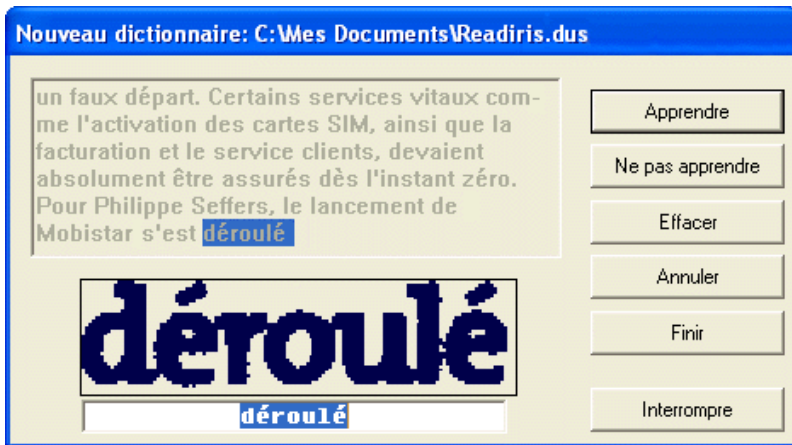 Nouveau dictionnaire: C:\Mes Documents\Readiris.dus
un faux départ. Certains services vitaux com-
me l'activation des cartes SIM, ainsi que la
facturation et le service clients, devaient
absolument être assurés dès l'instant zéro.
Pour Philippe Seffers, le lancement de
Mobistar s'est déroulé
déroulé
déroulé
Apprendre
Ne pas apprendre
Effacer
Annuler
Finir
Interrompre